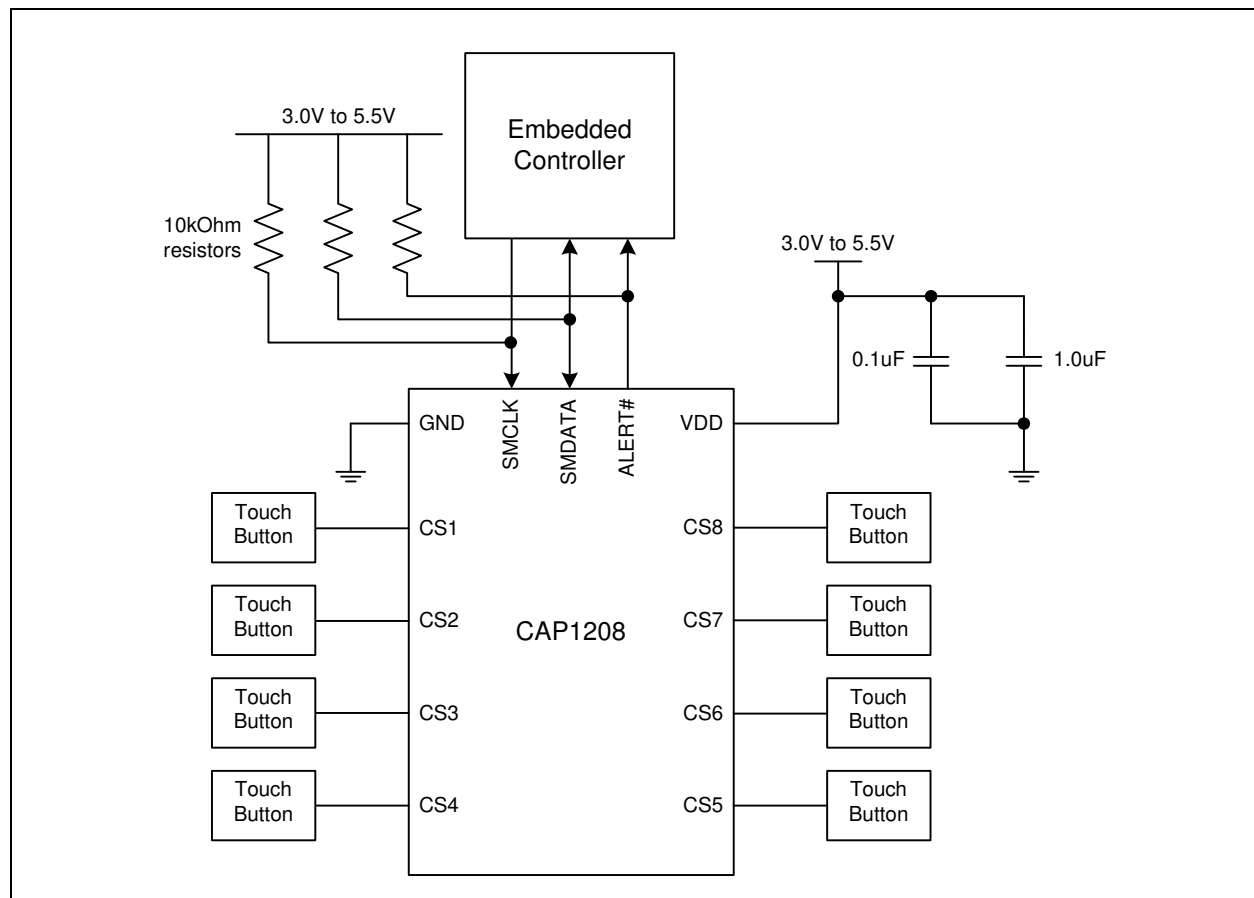 Embedded
Controller
3.0V to 5.5V
10kOhm
resistors
3.0V to 5.5V
0.1uF
1.0uF
GND
SMCLK
SMDATA
ALERT#
VDD
Touch
Button
CS1
CS8
Touch
Button
Touch
Button
CS2
CAP1208
CS7
Touch
Button
Touch
Button
CS3
CS6
Touch
Button
Touch
Button
CS4
CS5
Touch
Button